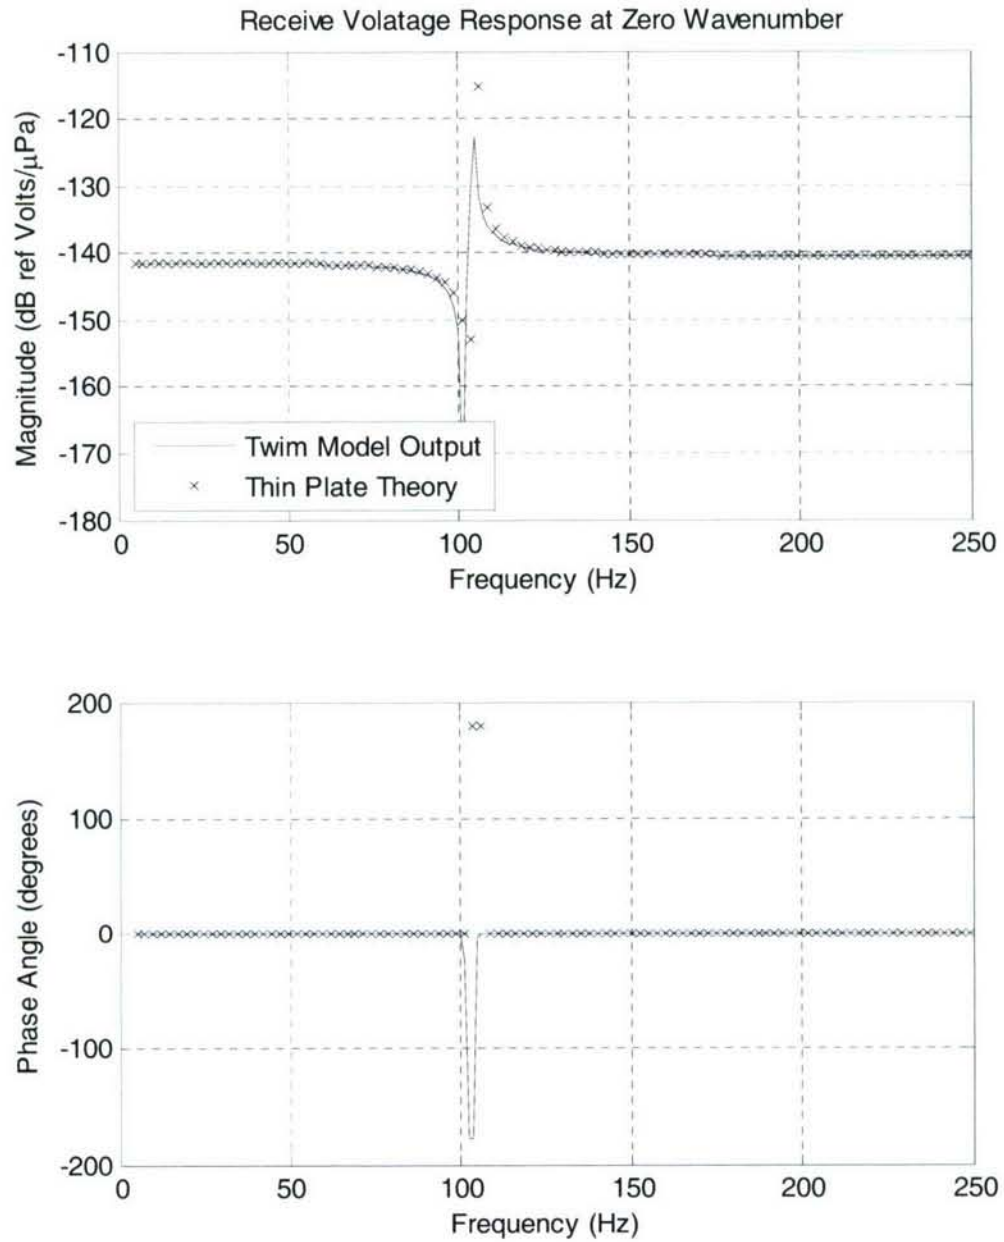 Receive Volatage Response at Zero Wavenumber
-110
-120
-130
-140
-150
-160
-170
-180
Magnitude (dB ref Volts/μPa)
Twim Model Output
× Thin Plate Theory
0 50 100 150 200 250
Frequency (Hz)
200
100
0
-100
-200
Phase Angle (degrees)
0 50 100 150 200 250
Frequency (Hz)